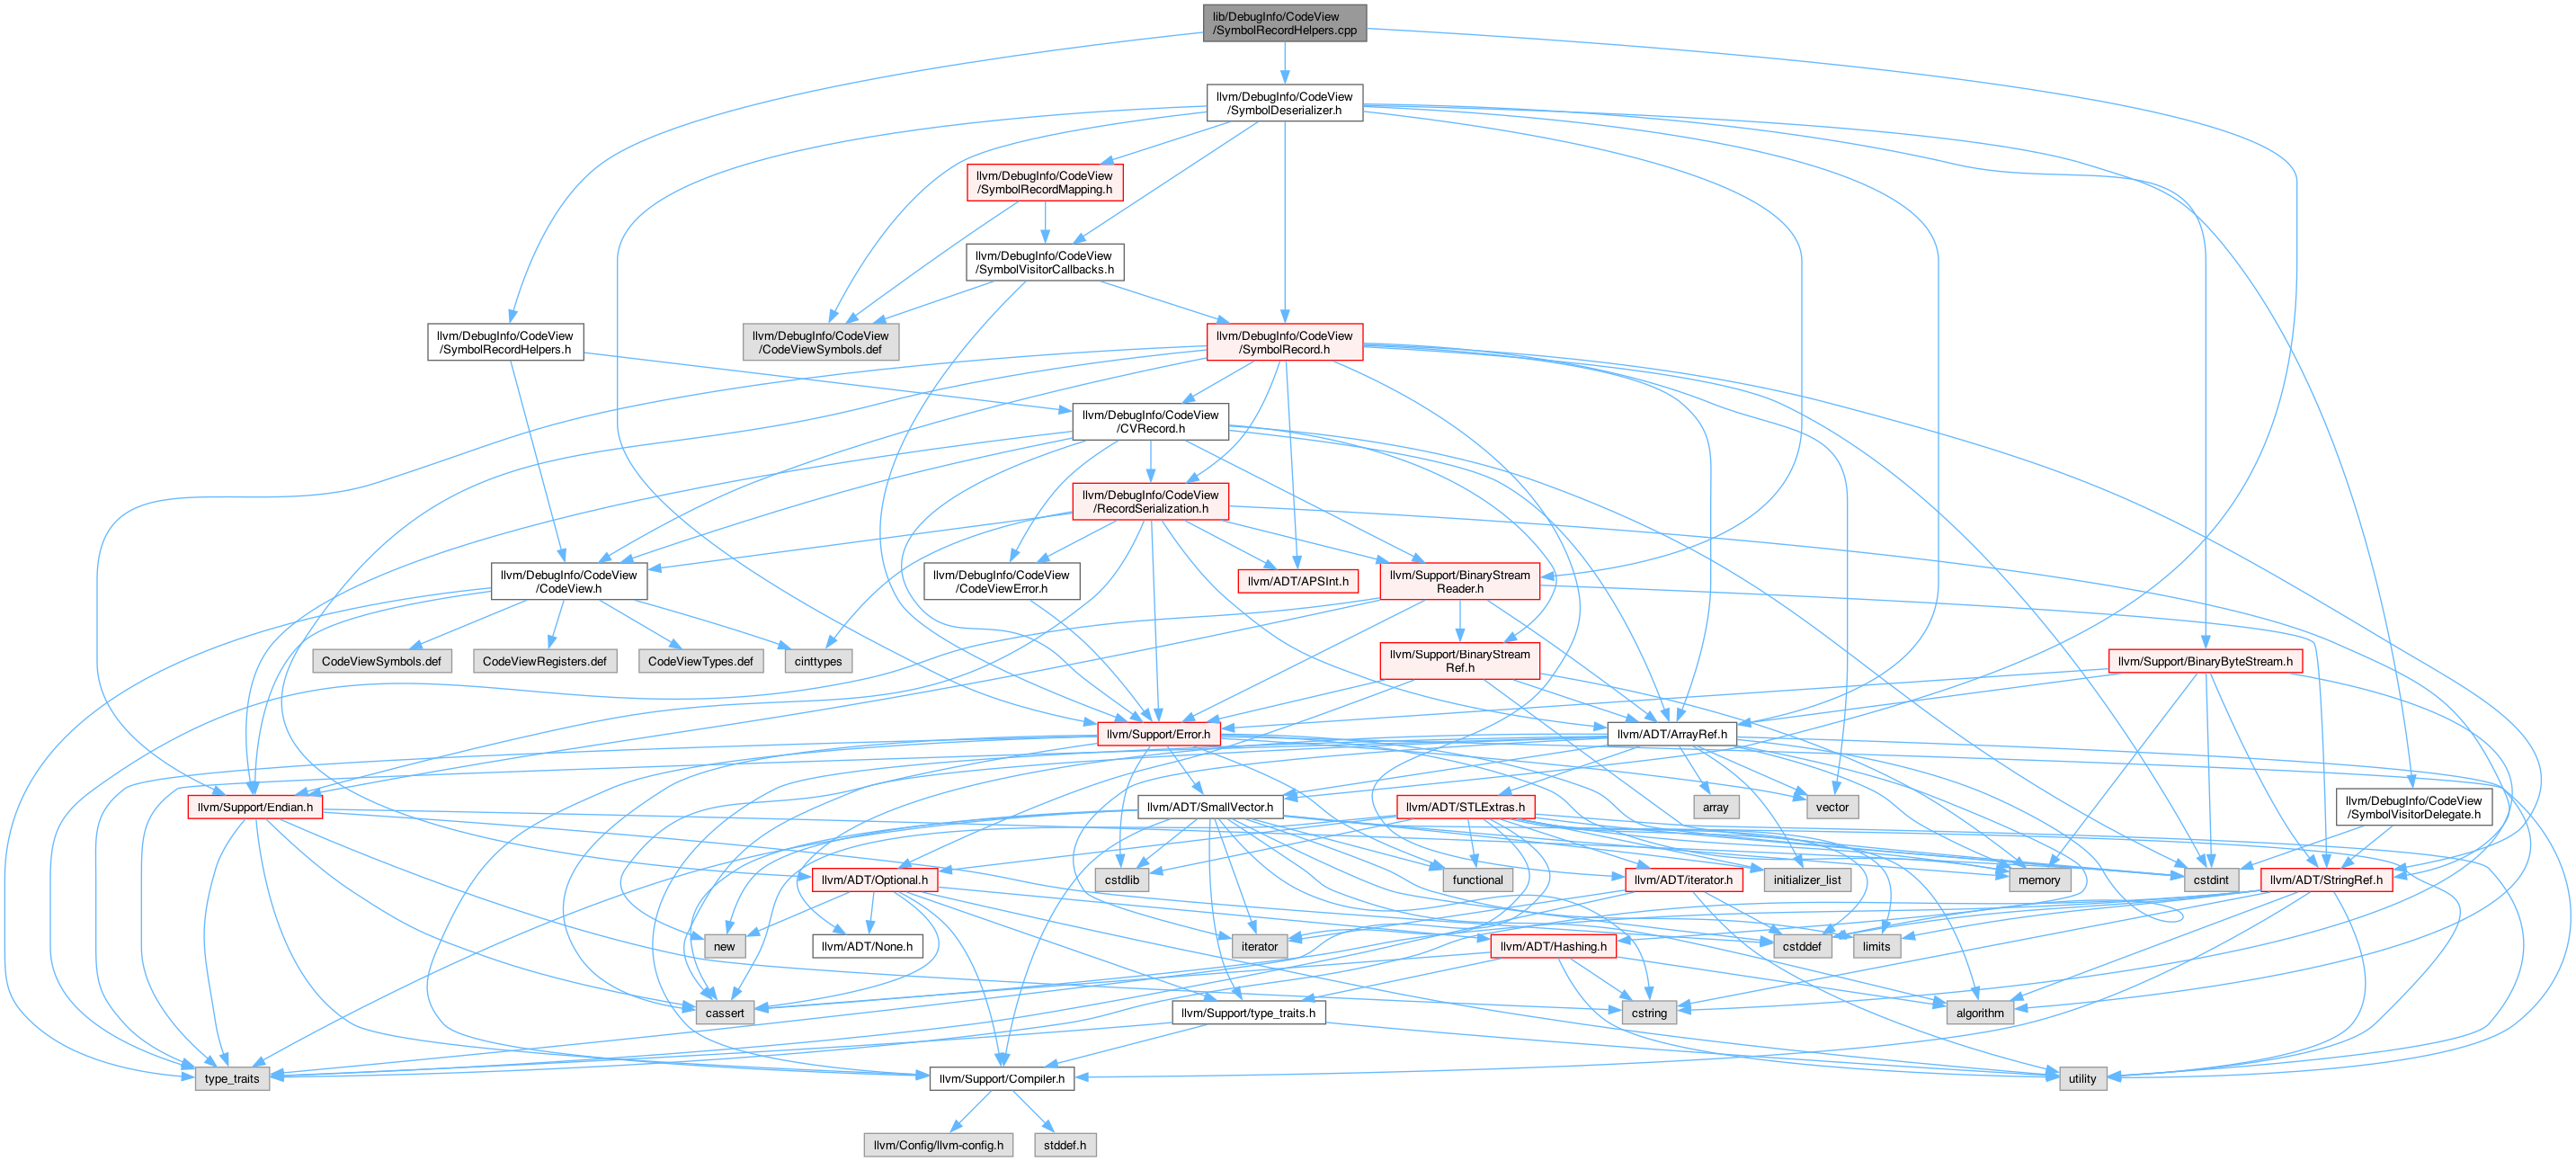 lib/DebugInfo/CodeView
/SymbolRecordHelpers.cpp
llvm/DebugInfo/CodeView
/SymbolDeserializer.h
llvm/DebugInfo/CodeView
/SymbolRecordMapping.h
llvm/DebugInfo/CodeView
/SymbolVisitorCallbacks.h
llvm/DebugInfo/CodeView
/SymbolRecordHelpers.h
llvm/DebugInfo/CodeView
/CodeViewSymbols.def
llvm/DebugInfo/CodeView
/SymbolRecord.h
llvm/DebugInfo/CodeView
/CVRecord.h
llvm/DebugInfo/CodeView
/RecordSerialization.h
llvm/DebugInfo/CodeView
/CodeView.h
llvm/DebugInfo/CodeView
/CodeViewError.h
llvm/ADT/APSInt.h
llvm/Support/BinaryStream
Reader.h
CodeViewSymbols.def
CodeViewRegisters.def
CodeViewTypes.def
cinttypes
llvm/Support/BinaryStream
Ref.h
llvm/Support/BinaryByteStream.h
llvm/Support/Error.h
llvm/ADT/ArrayRef.h
llvm/Support/Endian.h
llvm/ADT/SmallVector.h
llvm/ADT/STLExtras.h
array
vector
llvm/DebugInfo/CodeView
/SymbolVisitorDelegate.h
llvm/ADT/Optional.h
cstdlib
functional
llvm/ADT/iterator.h
initializer_list
memory
cstdint
llvm/ADT/StringRef.h
new
llvm/ADT/None.h
iterator
llvm/ADT/Hashing.h
cstddef
limits
cassert
llvm/Support/type_traits.h
cstring
algorithm
type_traits
llvm/Support/Compiler.h
utility
llvm/Config/llvm-config.h
stddef.h